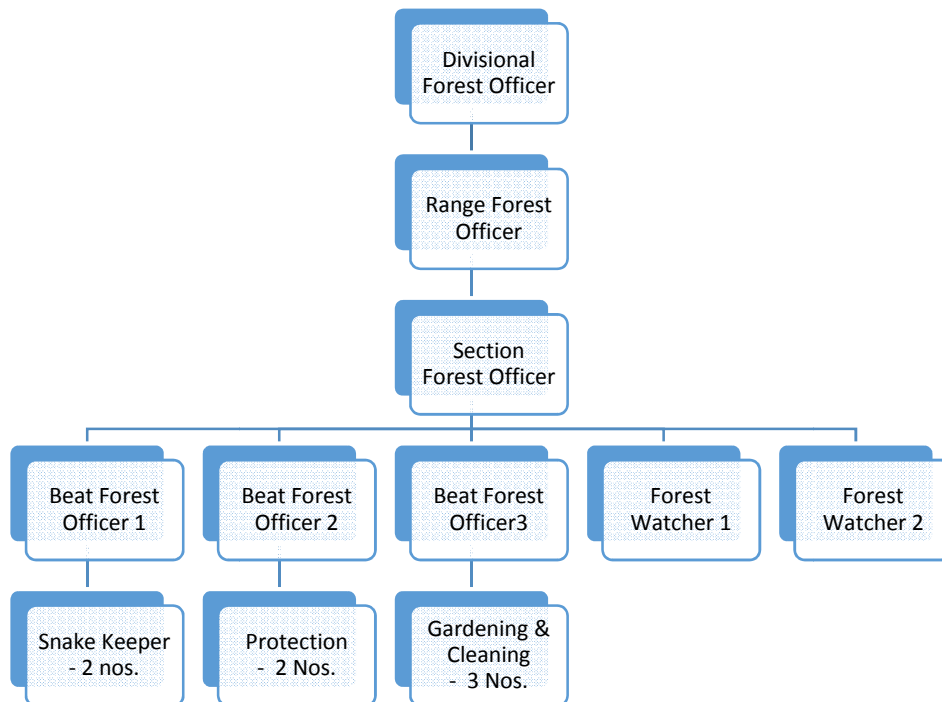 Divisional
Forest Officer
Range Forest
Officer
Section
Forest Officer
Beat Forest
Officer 1
Beat Forest
Officer 2
Beat Forest
Officer3
Forest
Watcher 1
Forest
Watcher 2
Snake Keeper
- 2 nos.
Protection
- 2 Nos.
Gardening &
Cleaning
- 3 Nos.